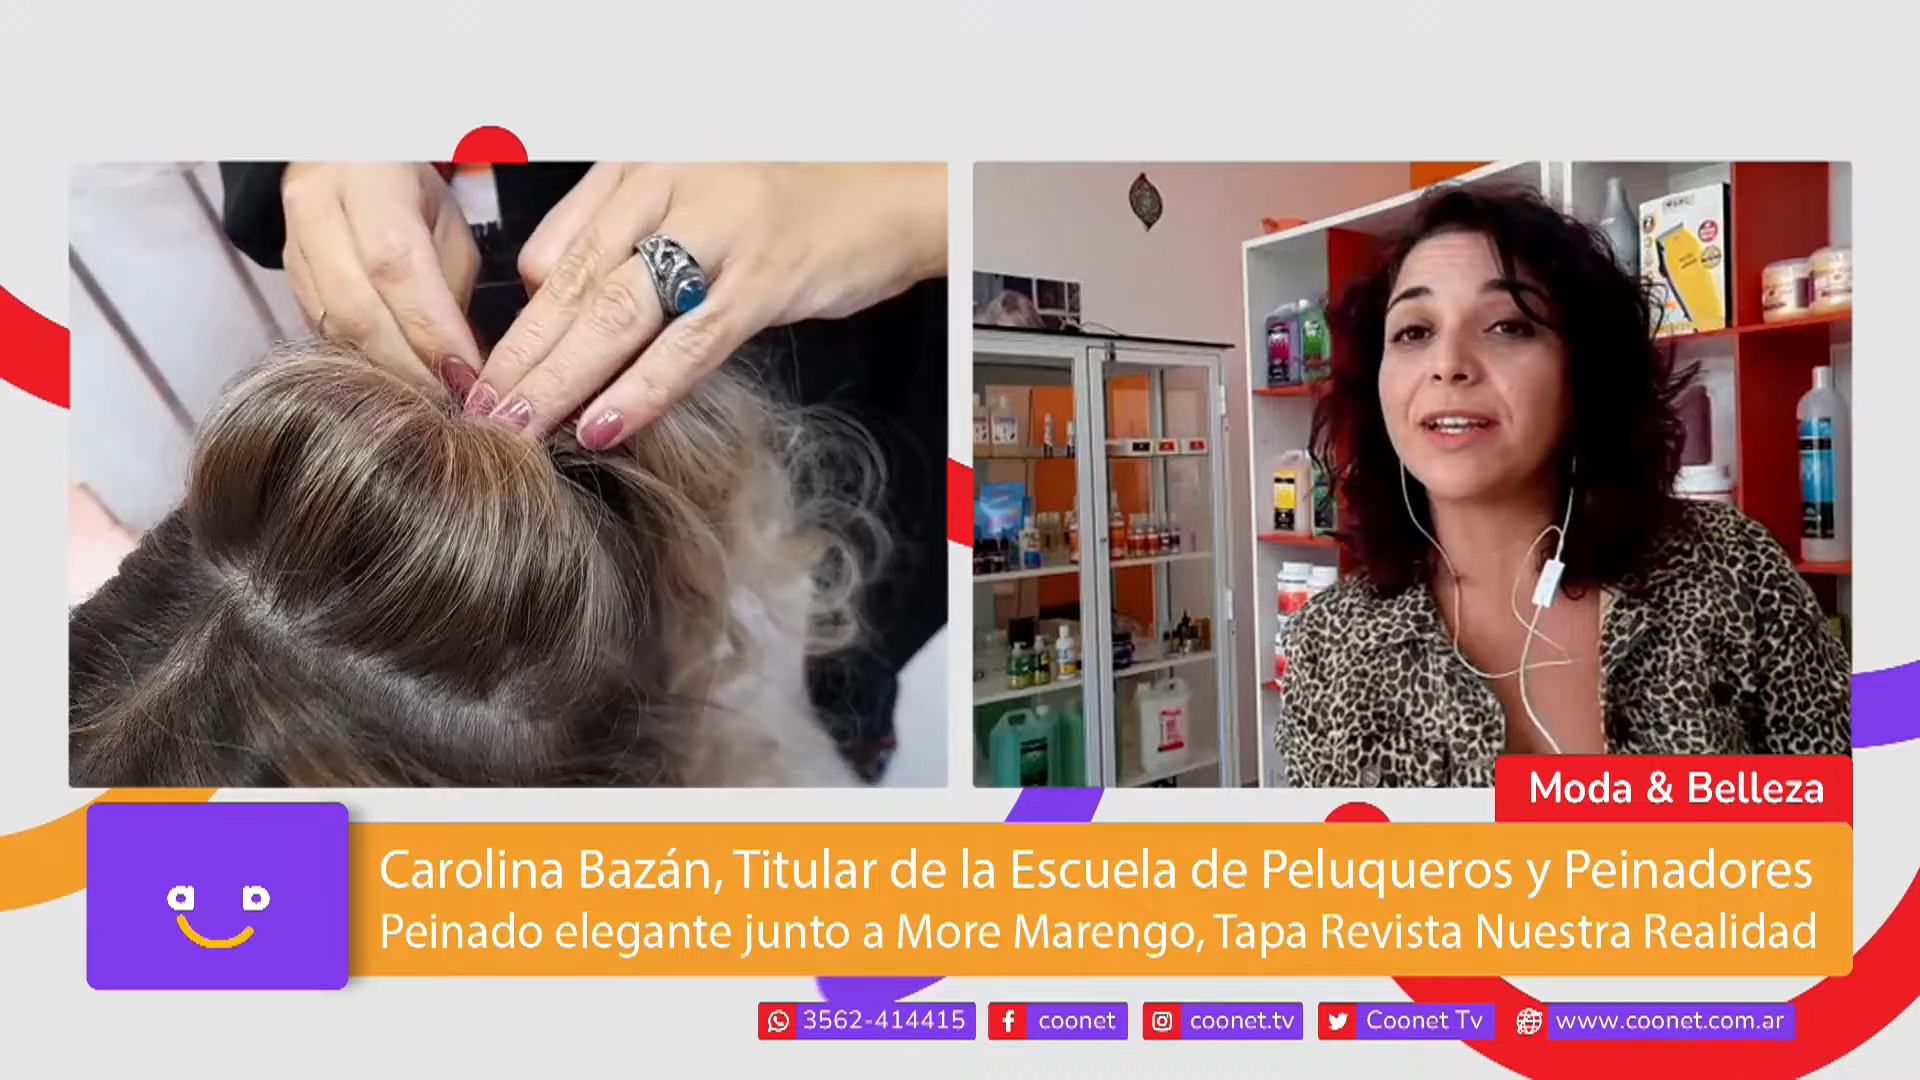 Moda & Belleza
Carolina Bazán, Titular de la Escuela de Peluqueros y Peinadores
Peinado elegante junto a More Marengo, Tapa Revista Nuestra Realidad
3562-414415 coonet coonet.tv Coonet Tv www.coonet.com.ar